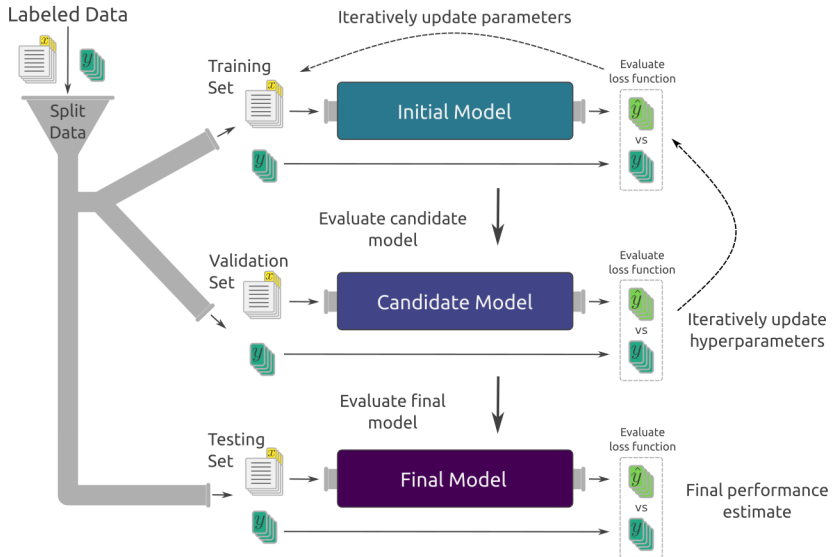 Labeled Data
x
y
Split
Data
Iteratively update parameters
Training
Set
x
y
Initial Model
Evaluate
loss function
ŷ
vs
y
Evaluate candidate
model
Validation
Set
x
y
Candidate Model
Evaluate
loss function
ŷ
vs
y
Iteratively update
hyperparameters
Evaluate final
model
Testing
Set
x
y
Final Model
Evaluate
loss function
ŷ
vs
y
Final performance
estimate